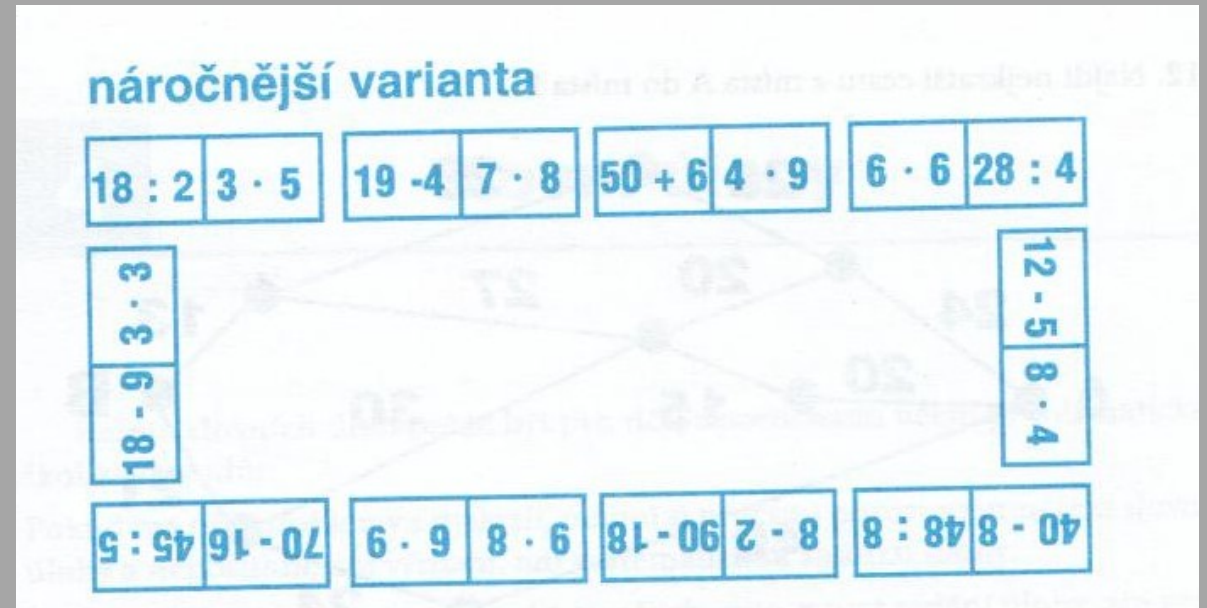 náročnější varianta
18 : 2 3 · 5 19 -4 7 · 8 50 + 6 4 · 9 6 · 6 28 : 4
12 - 5 8 · 4
40 - 8 48 : 8 8 - 2 90 - 18 9 · 8 6 · 9 70 - 16 45 : 5
18 - 9 3 · 3